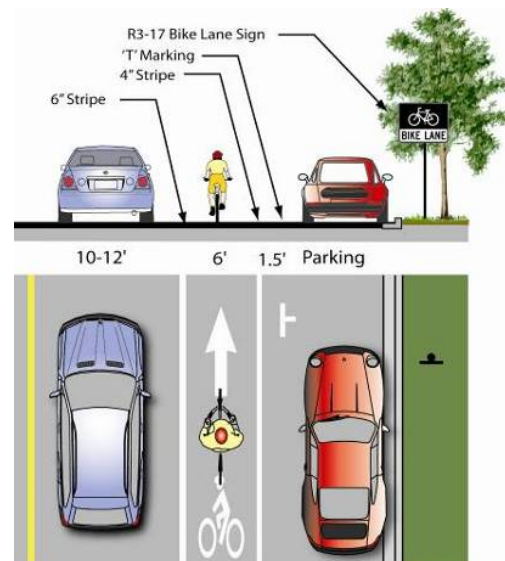 R3-17 Bike Lane Sign
'T' Marking
4" Stripe
6" Stripe
BIKE LANE
10-12' 6' 1.5' Parking